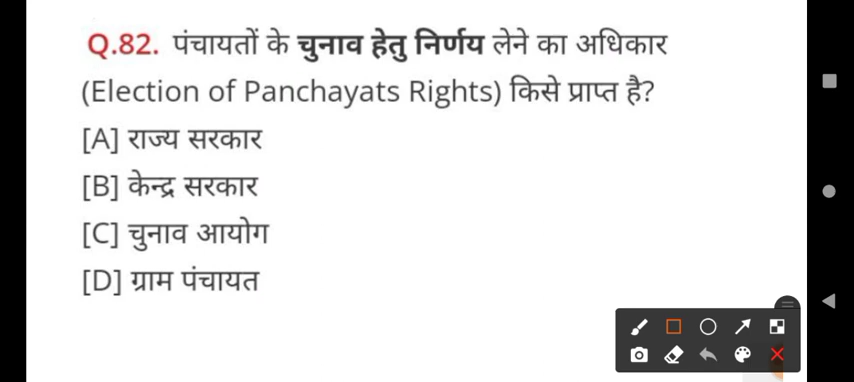 Q.82. पंचायतों के चुनाव हेतु निर्णय लेने का अधिकार
(Election of Panchayats Rights) किसे प्राप्त है?
[A] राज्य सरकार
[B] केन्द्र सरकार
[C] चुनाव आयोग
[D] ग्राम पंचायत